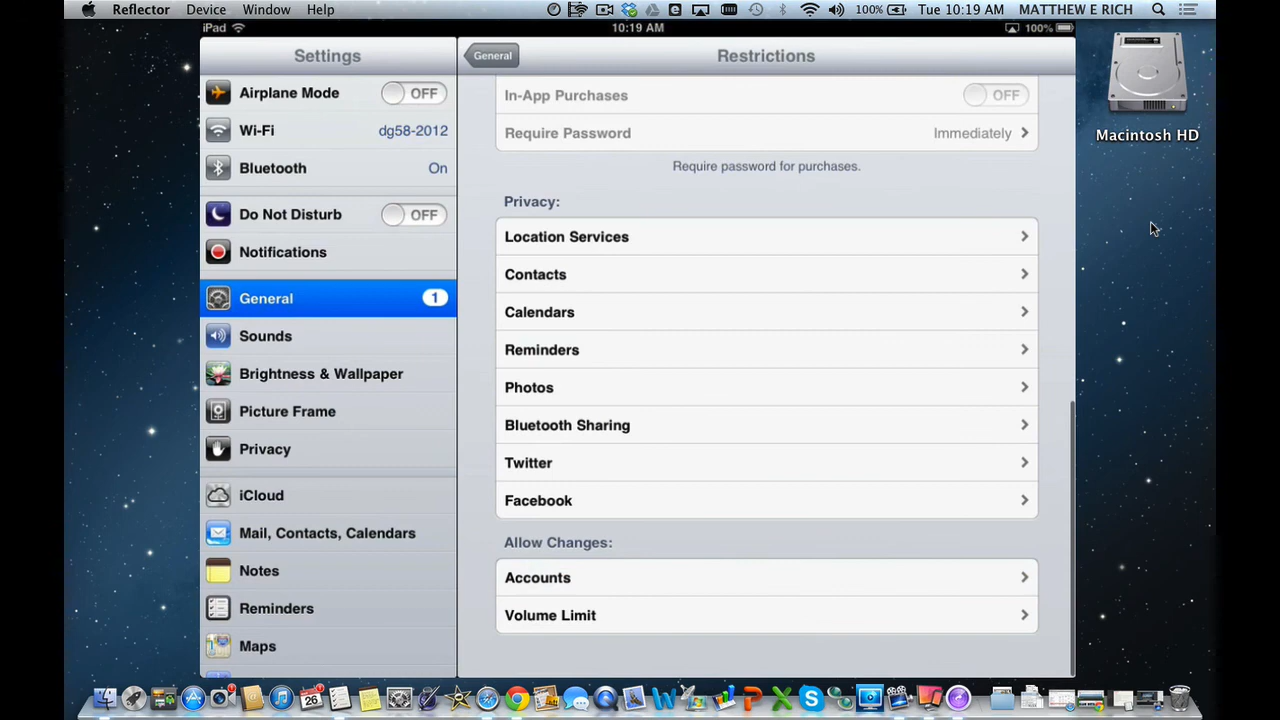 Reflector Device Window Help 100% Tue 10:19 AM MATTHEW E RICH
iPad 10:19 AM 100%
Settings General Restrictions
Airplane Mode OFF
Wi-Fi dg58-2012
Bluetooth On
Do Not Disturb OFF
Notifications
General 1
Sounds
Brightness & Wallpaper
Picture Frame
Privacy
iCloud
Mail, Contacts, Calendars
Notes
Reminders
Maps
In-App Purchases OFF
Require Password Immediately
Require password for purchases.
Privacy:
Location Services
Contacts
Calendars
Reminders
Photos
Bluetooth Sharing
Twitter
Facebook
Allow Changes:
Accounts
Volume Limit
Macintosh HD
26